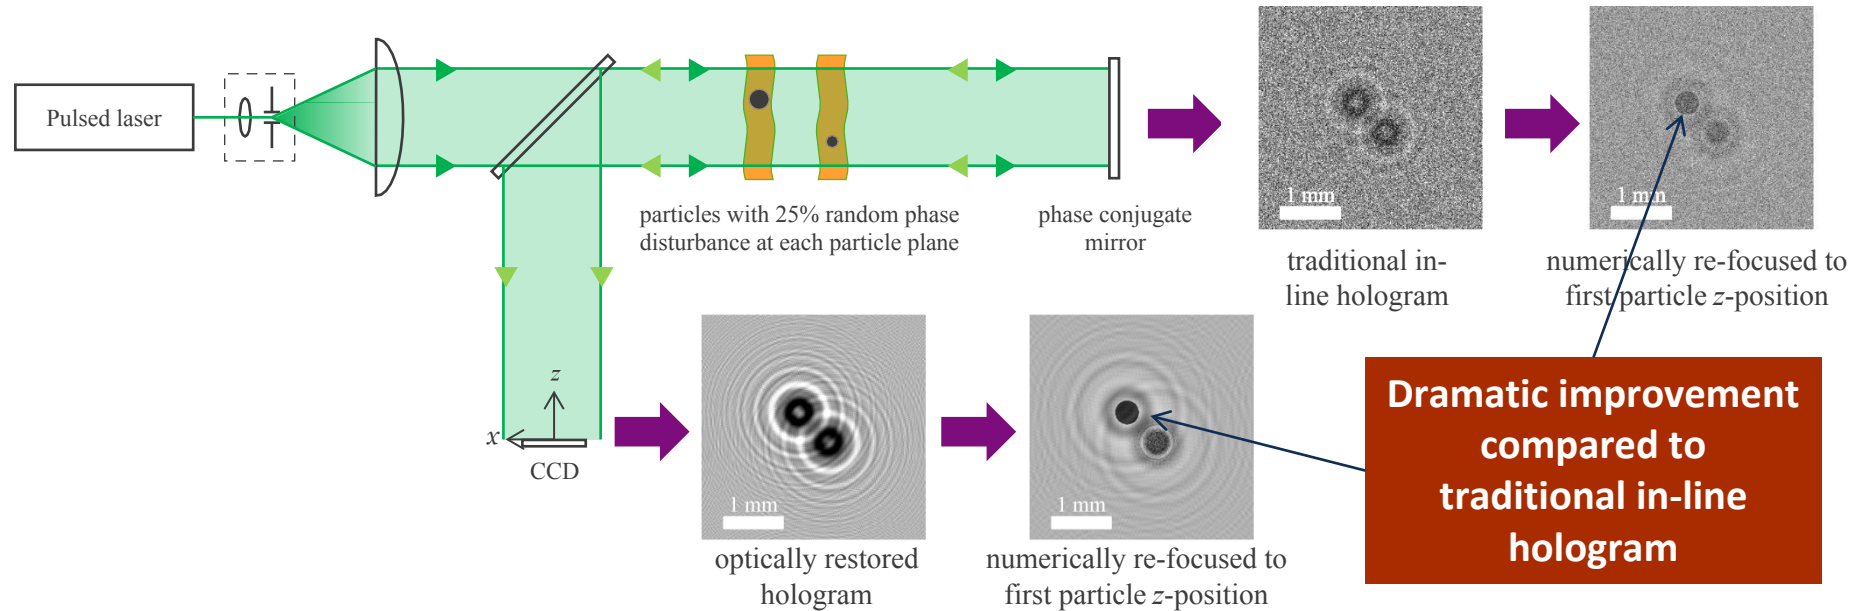 Pulsed laser
particles with 25% random phase
disturbance at each particle plane
phase conjugate
mirror
1 mm
traditional in-
line hologram
1 mm
numerically re-focused to
first particle z-position
z
x
CCD
1 mm
optically restored
hologram
1 mm
numerically re-focused to
first particle z-position
Dramatic improvement
compared to
traditional in-line
hologram